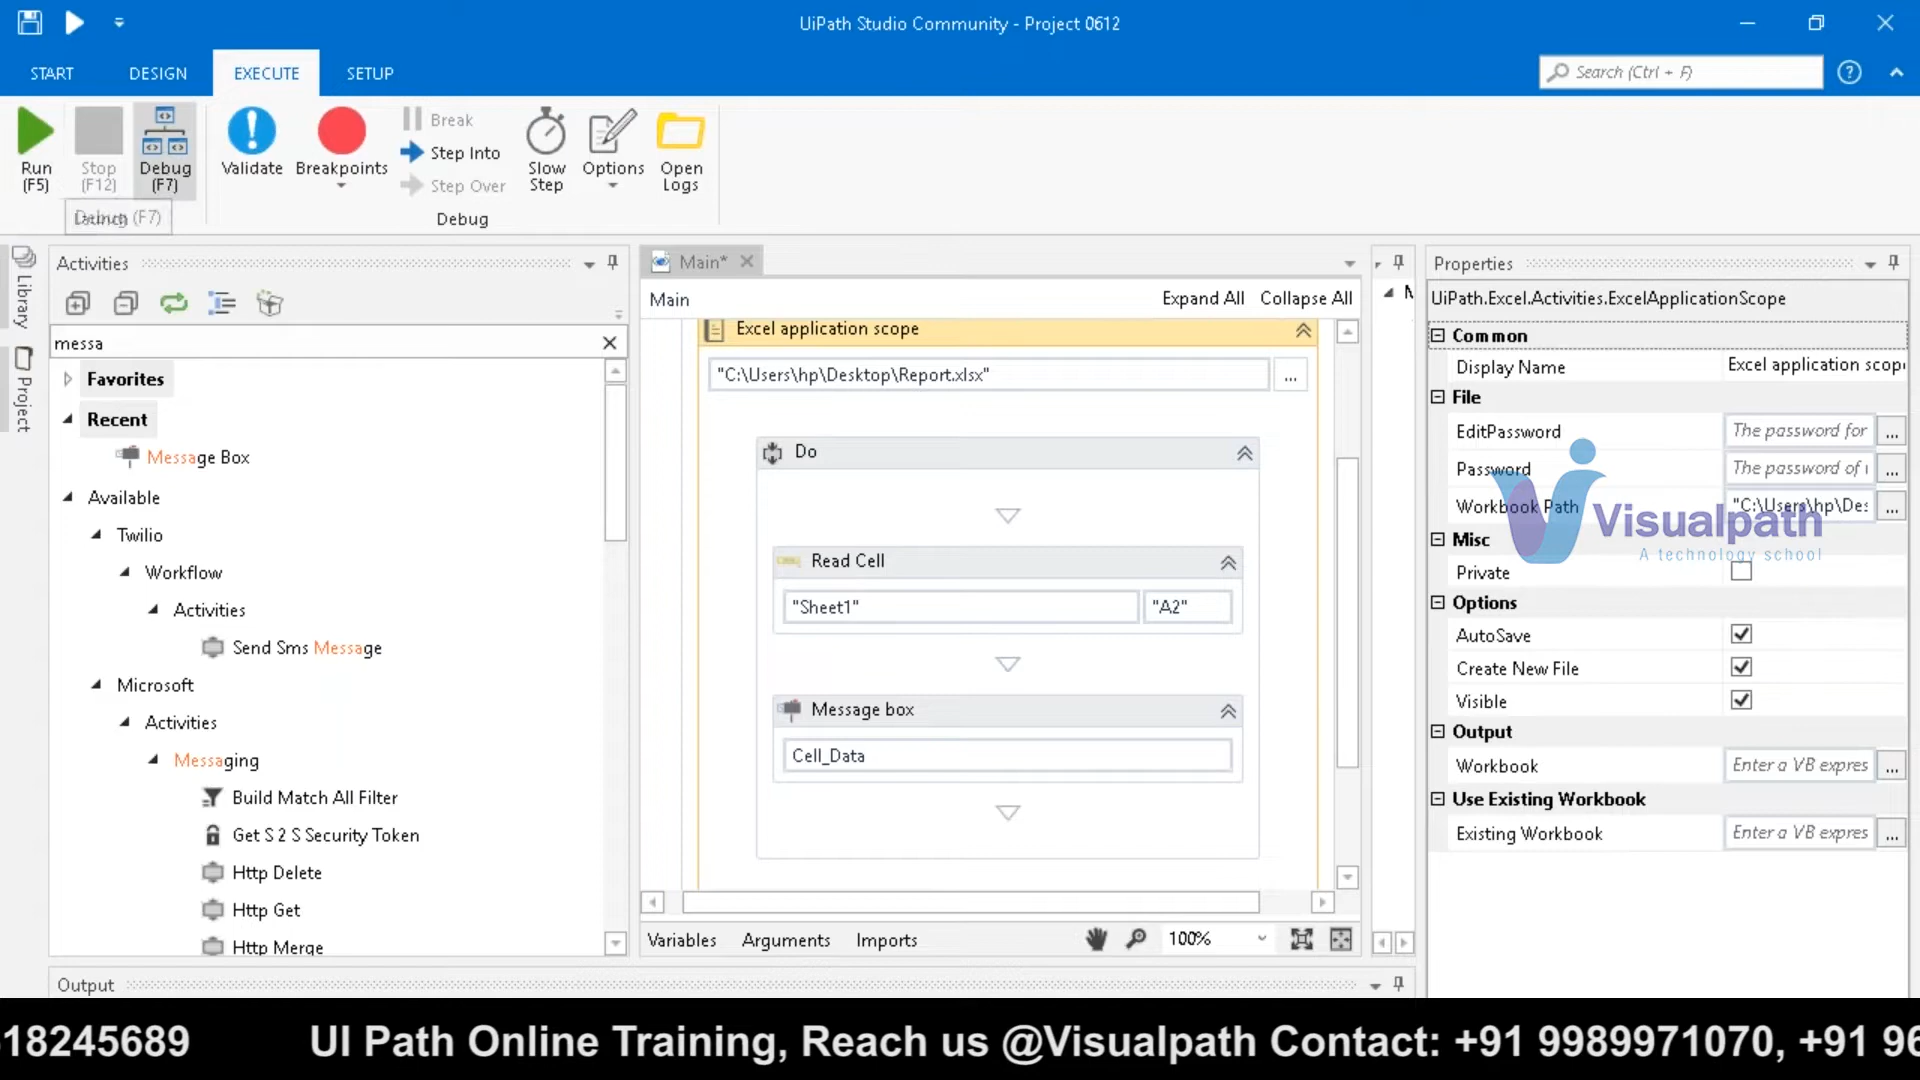 UiPath Studio Community - Project 0612
START DESIGN EXECUTE SETUP
Search (Ctrl + F)
Run (F5)
Stop (F12)
Debug (F7)
Validate
Breakpoints
Break
Step Into
Step Over
Slow Step
Options
Open Logs
Debug (F7)
Debug
Library
Project
Activities
messa
Favorites
Recent
Message Box
Available
Twilio
Workflow
Activities
Send Sms Message
Microsoft
Activities
Messaging
Build Match All Filter
Get S 2 S Security Token
Http Delete
Http Get
Http Merge
Main*
Main
Expand All Collapse All
Excel application scope
"C:\Users\hp\Desktop\Report.xlsx"
...
Do
Read Cell
"Sheet1" "A2"
Message box
Cell_Data
Variables Arguments Imports 100%
Properties
UiPath.Excel.Activities.ExcelApplicationScope
Common
Display Name Excel application scop
File
EditPassword The password for ...
Password The password of ...
Workbook Path "C:\Users\hp\Des ...
Visualpath
A technology school
Misc
Private
Options
AutoSave
Create New File
Visible
Output
Workbook Enter a VB expres ...
Use Existing Workbook
Existing Workbook Enter a VB expres ...
Output
18245689 UI Path Online Training, Reach us @Visualpath Contact: +91 9989971070, +91 96